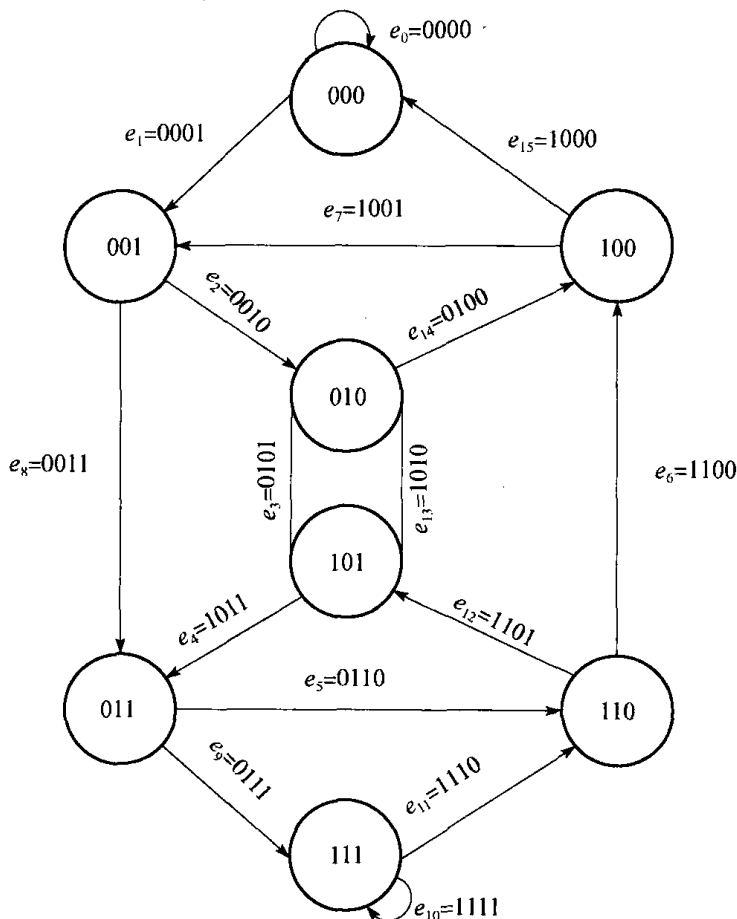 e₀=0000
000
e₁=0001
e₁₅=1000
e₇=1001
001
100
e₂=0010
e₁₄=0100
010
e₈=0011
e₃=0101
e₁₃=1010
e₆=1100
101
e₄=1011
e₁₂=1101
e₅=0110
011
110
e₉=0111
e₁₁=1110
111
e₁₀=1111